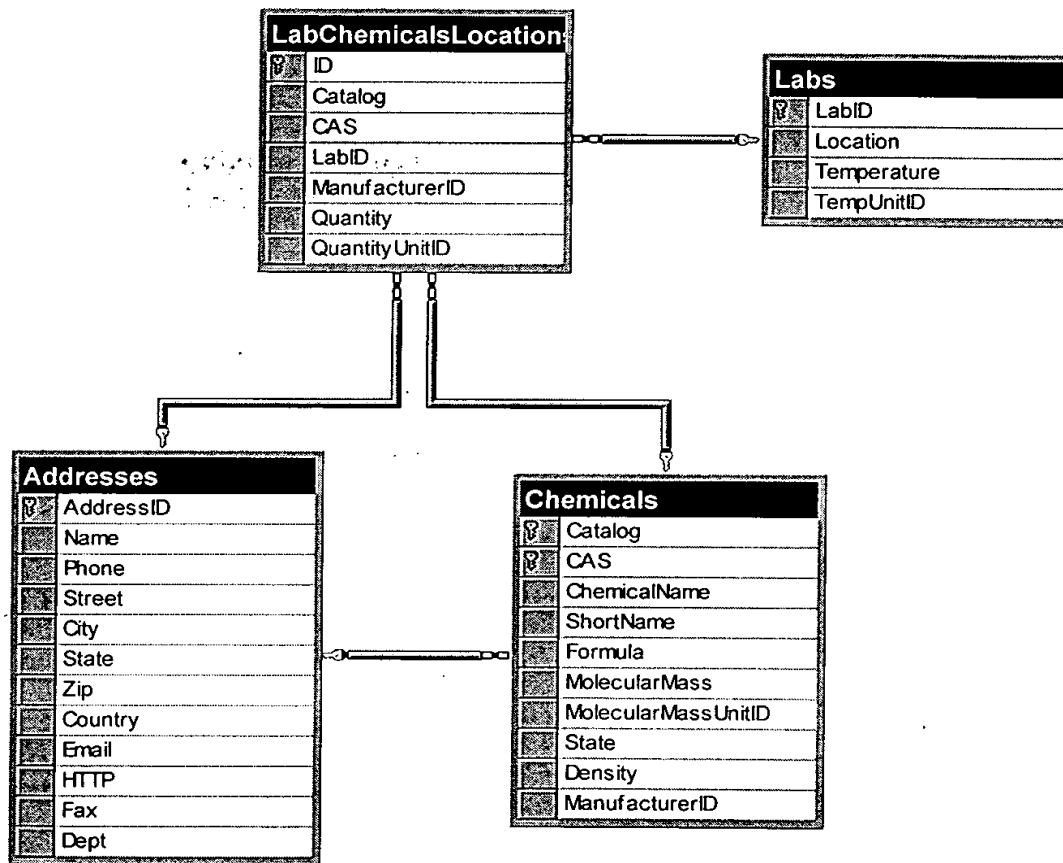 LabChemicalsLocation
ID
Catalog
CAS
LabID
ManufacturerID
Quantity
QuantityUnitID
Labs
LabID
Location
Temperature
TempUnitID
Addresses
AddressID
Name
Phone
Street
City
State
Zip
Country
Email
HTTP
Fax
Dept
Chemicals
Catalog
CAS
ChemicalName
ShortName
Formula
MolecularMass
MolecularMassUnitID
State
Density
ManufacturerID